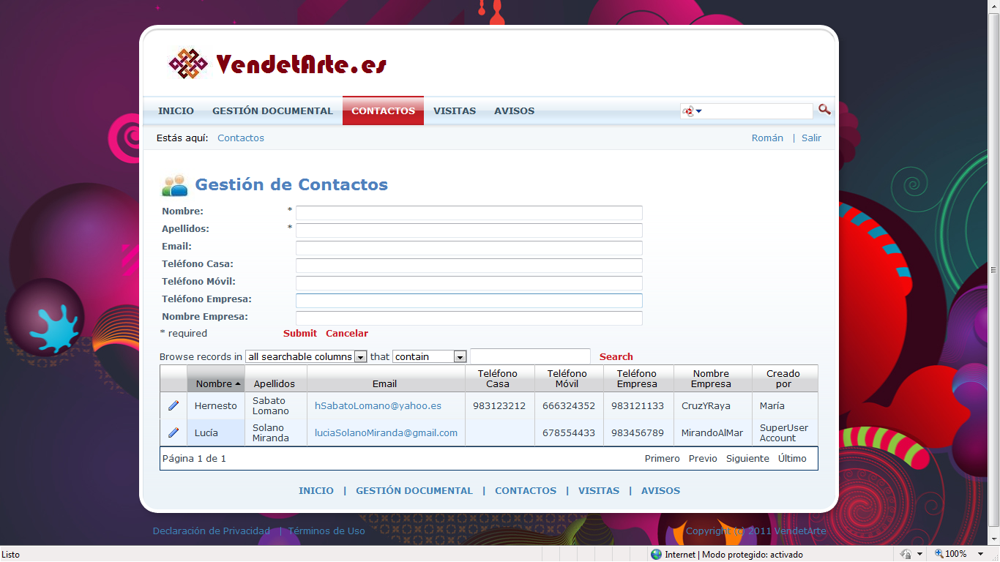 VendetArte.es
INICIO GESTIÓN DOCUMENTAL CONTACTOS VISITAS AVISOS
Estás aquí: Contactos Román | Salir
Gestión de Contactos
Nombre: *
Apellidos: *
Email:
Teléfono Casa:
Teléfono Móvil:
Teléfono Empresa:
Nombre Empresa:
* required Submit Cancelar
Browse records in all searchable columns that contain Search
Nombre Apellidos Email Teléfono Casa Teléfono Móvil Teléfono Empresa Nombre Empresa Creado por
Hernesto Sabato Lomano hSabatoLomano@yahoo.es 983123212 666324352 983121133 CruzYRaya María
Lucía Solano Miranda luciaSolanoMiranda@gmail.com 678554433 983456789 MirandoAlMar SuperUser Account
Página 1 de 1 Primero Previo Siguiente Último
INICIO | GESTIÓN DOCUMENTAL | CONTACTOS | VISITAS | AVISOS
Declaración de Privacidad | Términos de Uso Copyright (c) 2011 VendetArte
Listo Internet | Modo protegido: activado 100%